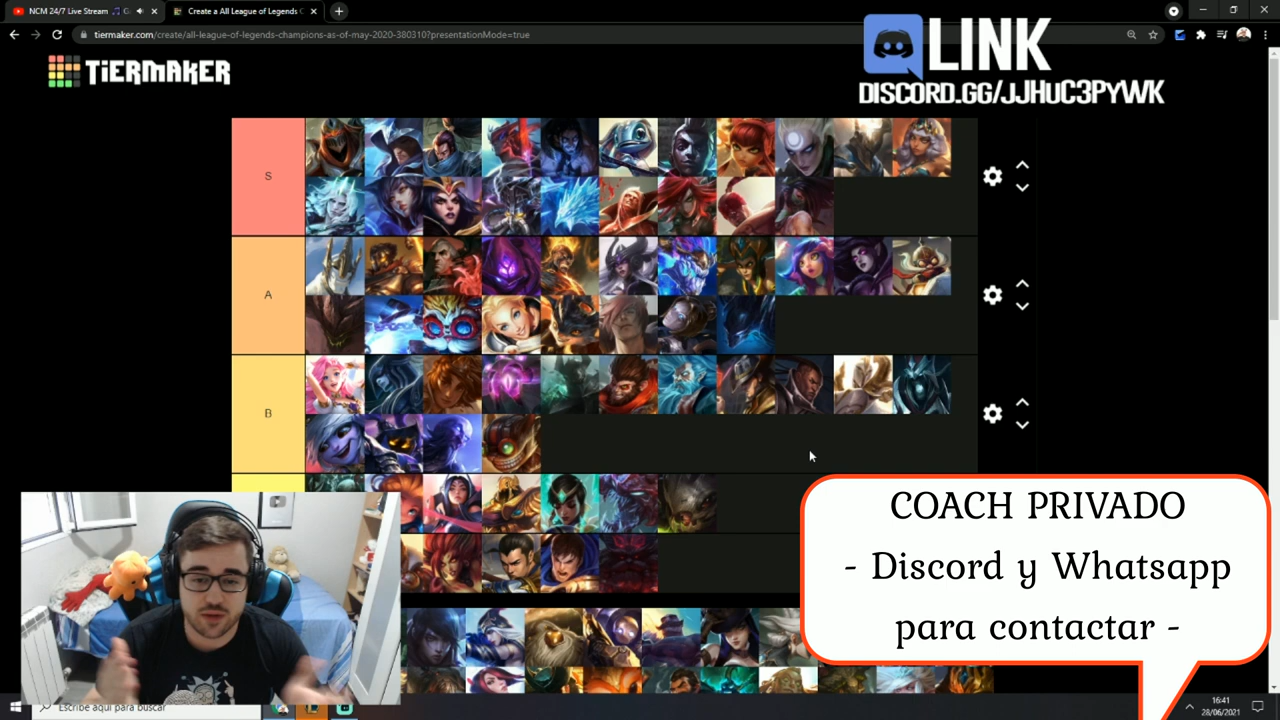 NCM 24/7 Live Stream
Create a All League of Legends C
tiermaker.com/create/all-league-of-legends-champions-as-of-may-2020-380310?presentationMode=true
TiERMAKER
LINK
DISCORD.GG/JJHUC3PYWK
S
A
B
COACH PRIVADO
- Discord y Whatsapp
para contactar -
Escribe aquí para buscar
16:41
28/06/2021